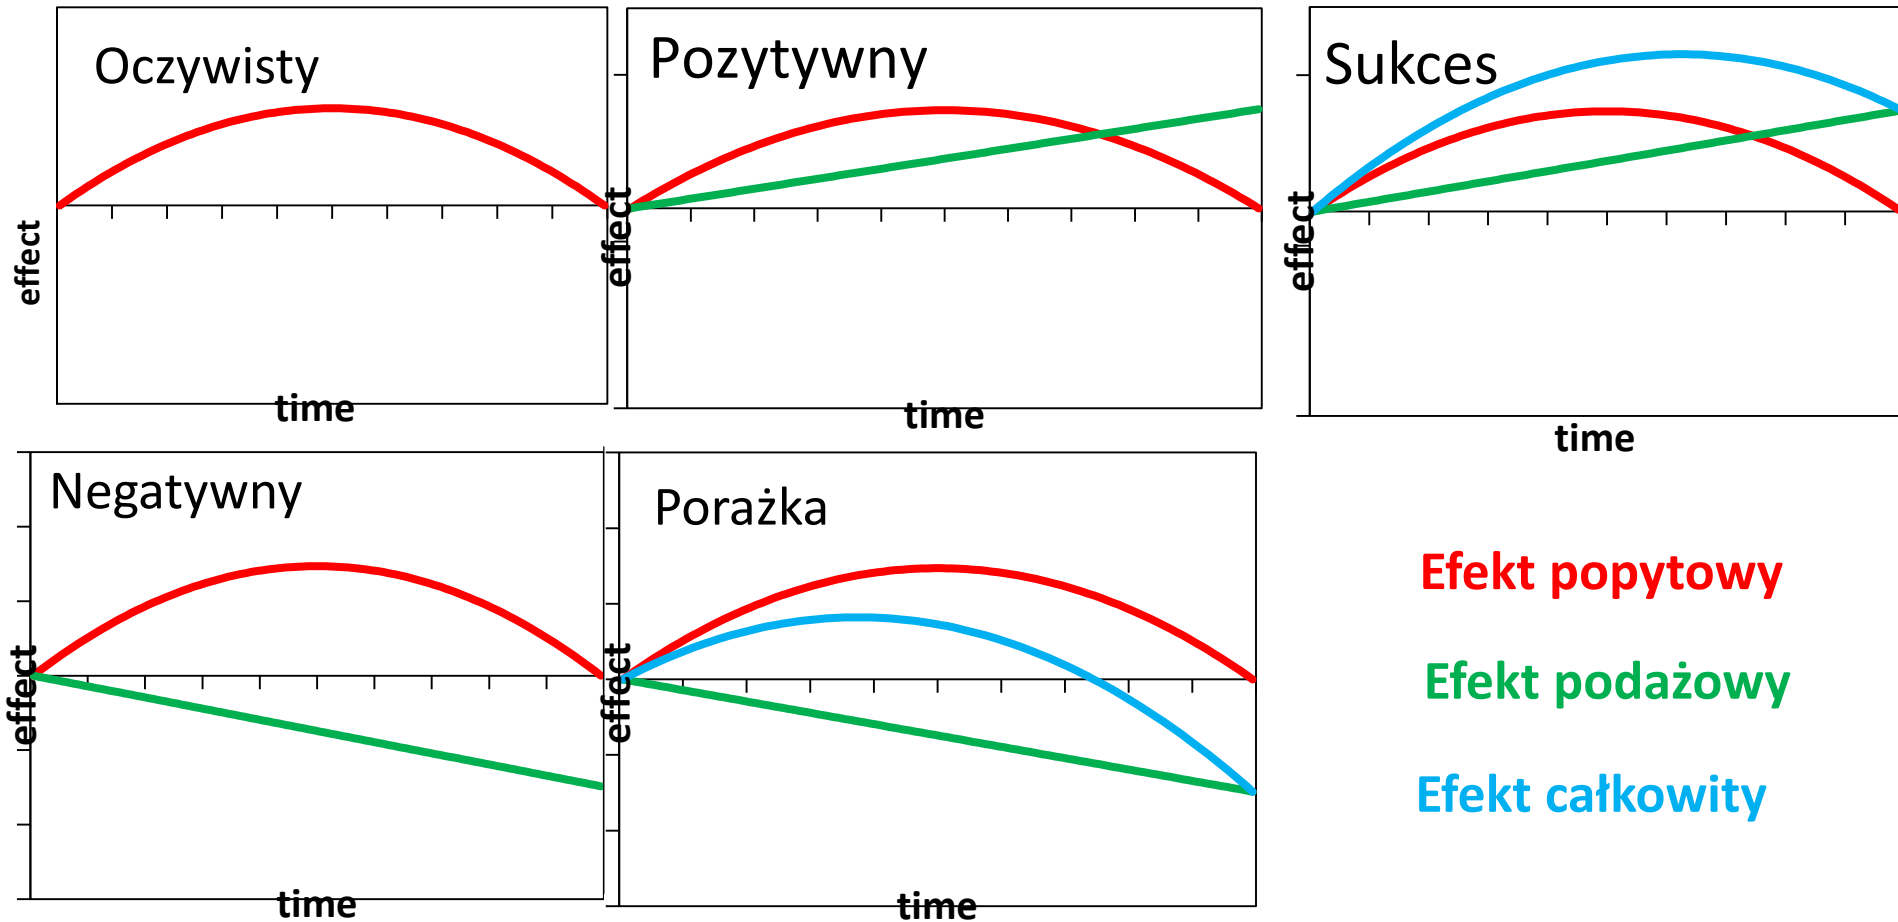 Oczywisty
effect
time
Pozytywny
effect
time
Sukces
effect
time
Negatywny
effect
time
Porażka
effect
time
Efekt popytowy
Efekt podażowy
Efekt całkowity